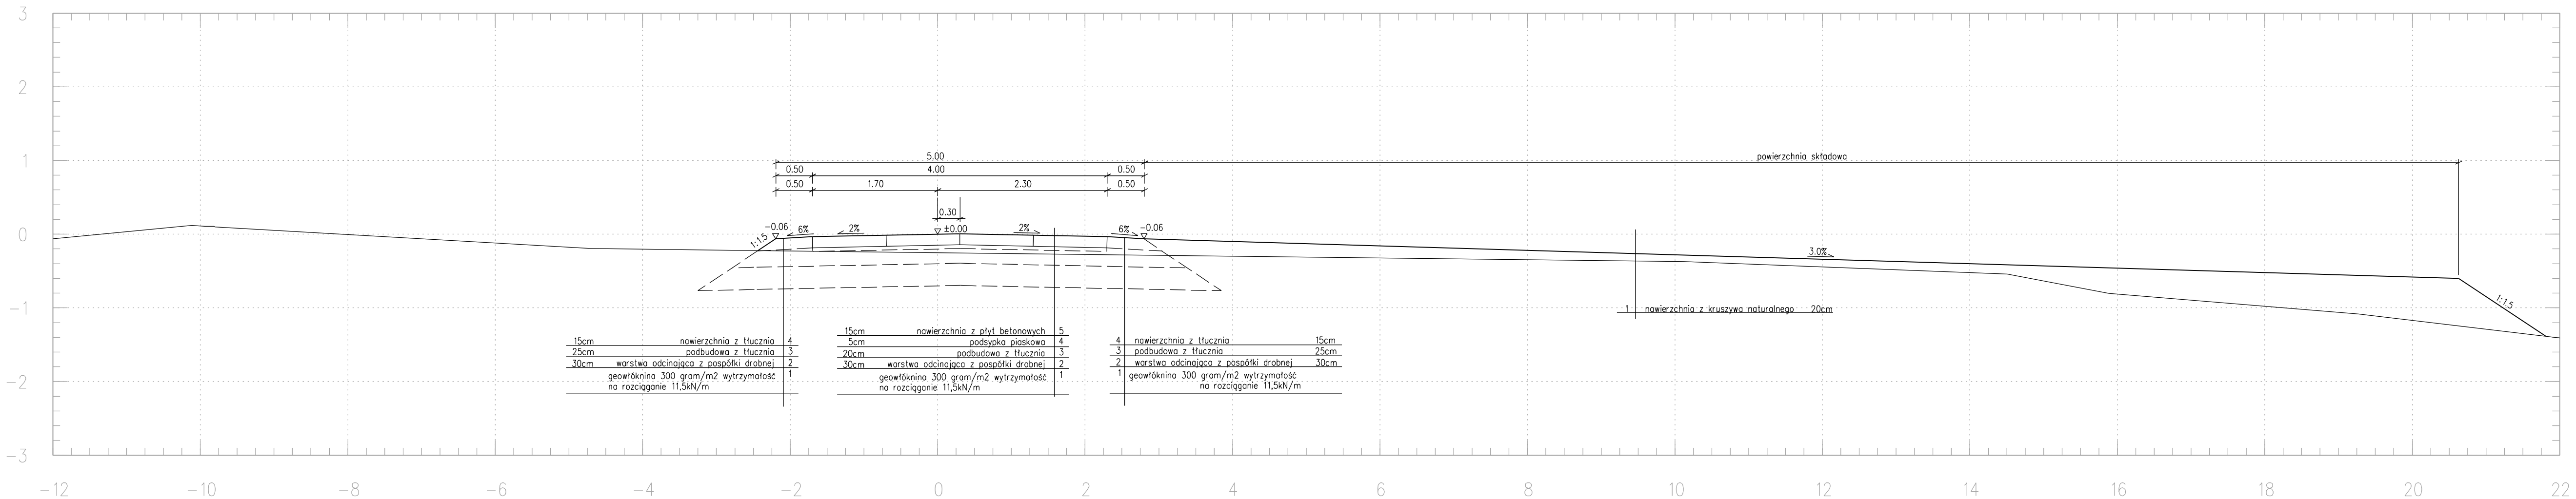 3
2
1
0
-1
-2
-3
5.00
powierzchnia składowa
0.50 4.00 0.50
0.50 1.70 2.30 0.50
0.30
-0.06 6% 2% ±0.00 2% 6% -0.06
1:1.5
3.0%
1:1.5
15cm nawierzchnia z tłucznia 4
25cm podbudowa z tłucznia 3
30cm warstwa odcinająca z pospółki drobnej 2
geowłóknina 300 gram/m2 wytrzymałość 1
na rozciąganie 11,5kN/m
15cm nawierzchnia z płyt betonowych 5
5cm podsypka piaskowa 4
20cm podbudowa z tłucznia 3
30cm warstwa odcinająca z pospółki drobnej 2
geowłóknina 300 gram/m2 wytrzymałość 1
na rozciąganie 11,5kN/m
4 nawierzchnia z tłucznia 15cm
3 podbudowa z tłucznia 25cm
2 warstwa odcinająca z pospółki drobnej 30cm
1 geowłóknina 300 gram/m2 wytrzymałość
na rozciąganie 11,5kN/m
1 nawierzchnia z kruszywa naturalnego 20cm
-12 -10 -8 -6 -4 -2 0 2 4 6 8 10 12 14 16 18 20 22